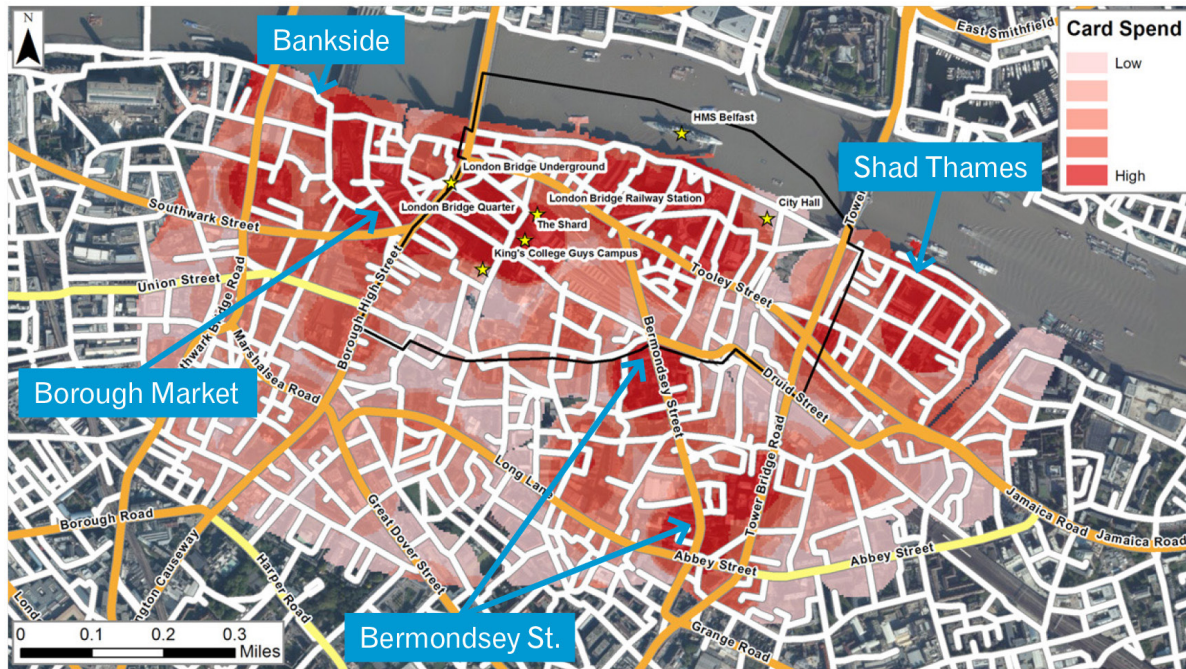 N
Bankside
East Smithfield
Card Spend
Low
High
HMS Belfast
Shad Thames
London Bridge Underground
London Bridge Quarter
London Bridge Railway Station
City Hall
Tower
The Shard
King's College Guys Campus
Southwark Street
Union Street
Borough High Street
Tooley Street
Southwark Bridge Road
Marshalsea Road
Borough Market
Bermondsey Street
Druid Street
Long Lane
Tower Bridge Road
Great Dover Street
Borough Road
Harper Road
ngton Causeway
Lond
Abbey Street
Abbey Street
Jamaica Road
Jamaica Road
Grange Road
Bermondsey St.
0 0.1 0.2 0.3
Miles